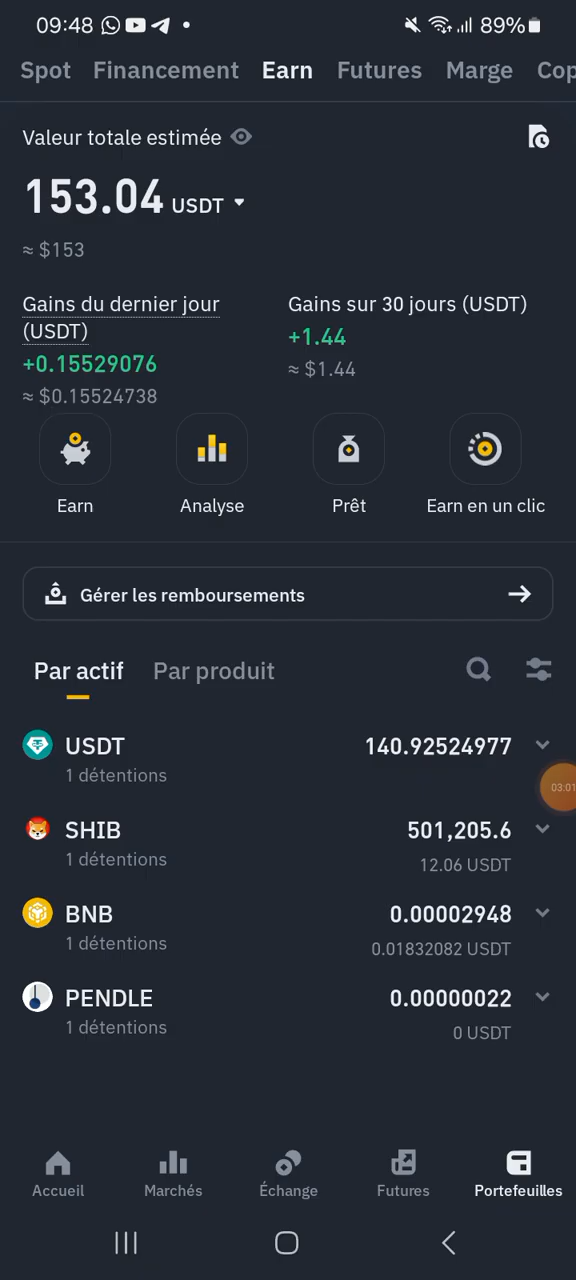 09:48 89%
Spot Financement Earn Futures Marge Cop
Valeur totale estimée
153.04 USDT
≈ $153
Gains du dernier jour (USDT)
+0.15529076
≈ $0.15524738
Gains sur 30 jours (USDT)
+1.44
≈ $1.44
Earn Analyse Prêt Earn en un clic
Gérer les remboursements
Par actif Par produit
USDT 140.92524977
1 détentions
03:01
SHIB 501,205.6
1 détentions 12.06 USDT
BNB 0.00002948
1 détentions 0.01832082 USDT
PENDLE 0.00000022
1 détentions 0 USDT
Accueil Marchés Échange Futures Portefeuilles